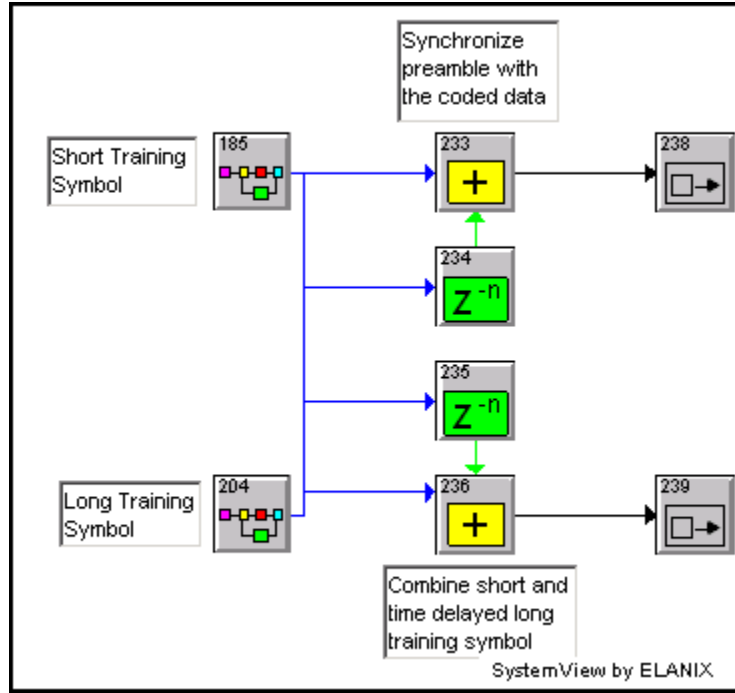 Synchronize
preamble with
the coded data
Short Training
Symbol
185
233
+
238
234
z⁻ⁿ
235
z⁻ⁿ
Long Training
Symbol
204
236
+
239
Combine short and
time delayed long
training symbol
SystemView by ELANIX